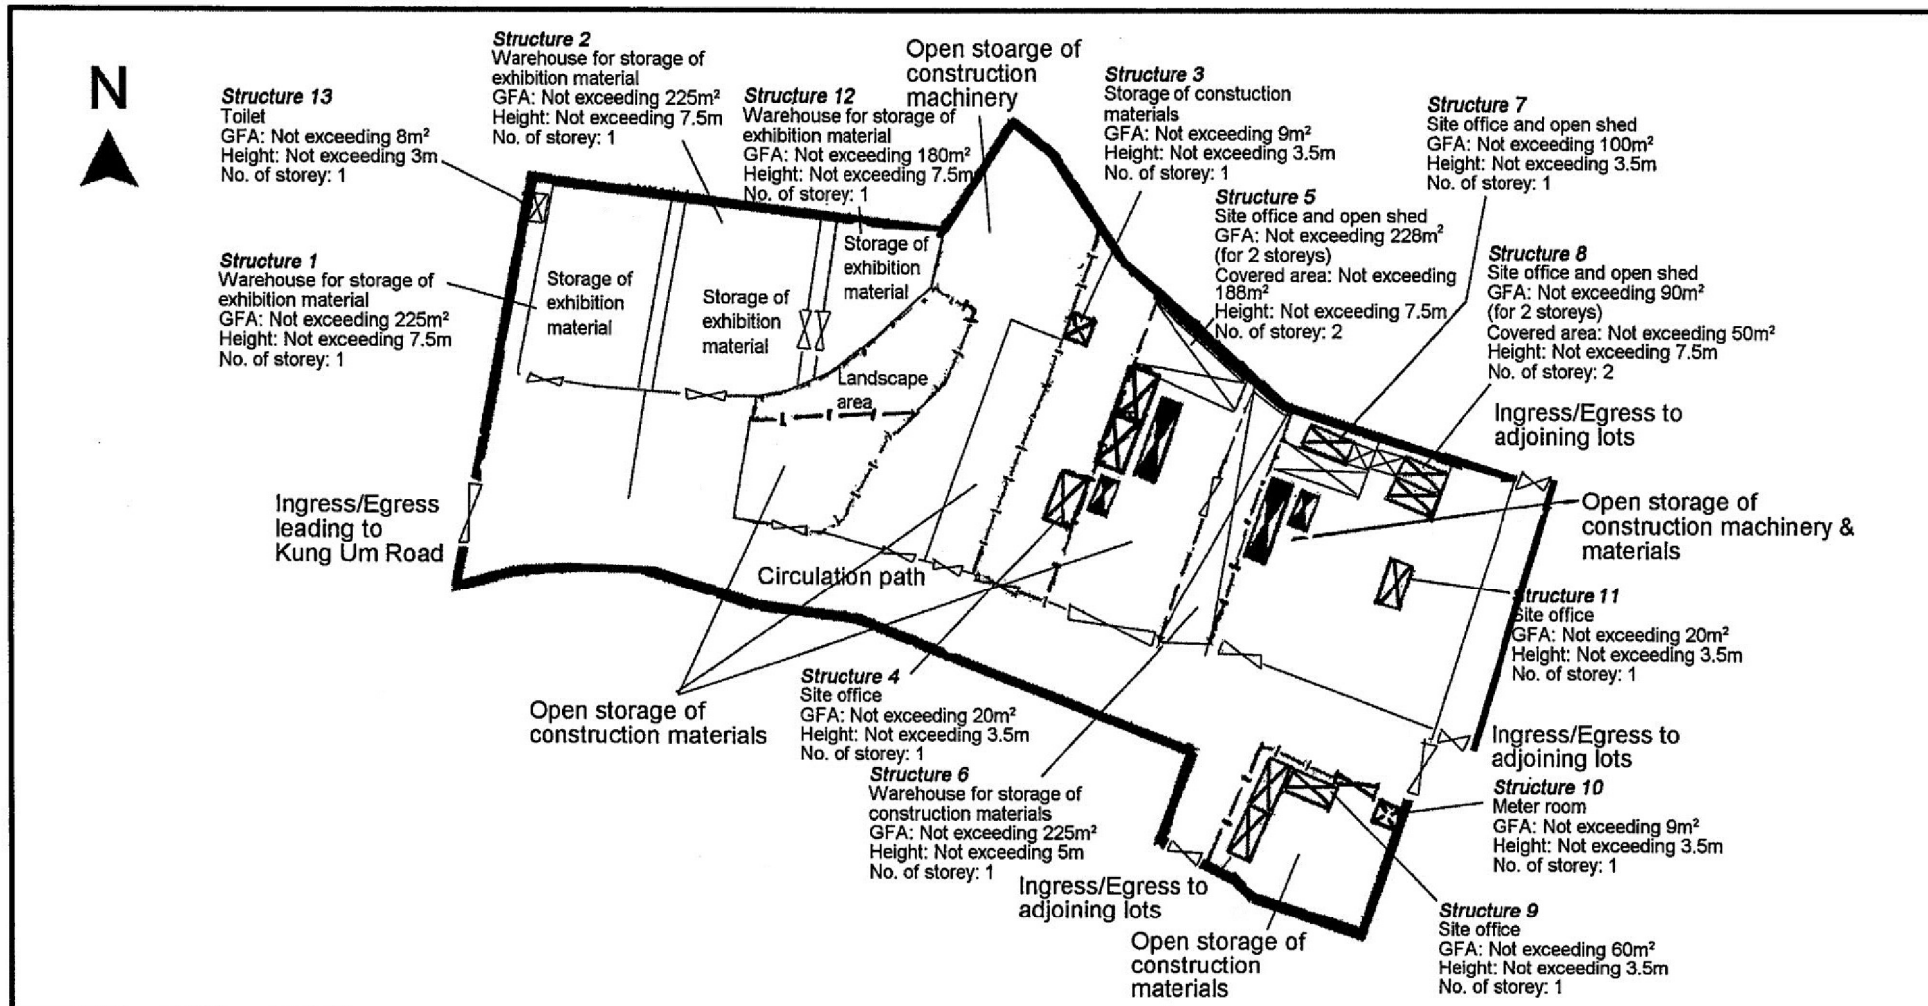 N
Structure 13
Toilet
GFA: Not exceeding 8m²
Height: Not exceeding 3m
No. of storey: 1
Structure 2
Warehouse for storage of
exhibition material
GFA: Not exceeding 225m²
Height: Not exceeding 7.5m
No. of storey: 1
Structure 12
Warehouse for storage of
exhibition material
GFA: Not exceeding 180m²
Height: Not exceeding 7.5m
No. of storey: 1
Open stoarge of
construction
machinery
Structure 3
Storage of constuction
materials
GFA: Not exceeding 9m²
Height: Not exceeding 3.5m
No. of storey: 1
Structure 7
Site office and open shed
GFA: Not exceeding 100m²
Height: Not exceeding 3.5m
No. of storey: 1
Structure 5
Site office and open shed
GFA: Not exceeding 228m²
(for 2 storeys)
Covered area: Not exceeding
188m²
Height: Not exceeding 7.5m
No. of storey: 2
Structure 8
Site office and open shed
GFA: Not exceeding 90m²
(for 2 storeys)
Covered area: Not exceeding 50m²
Height: Not exceeding 7.5m
No. of storey: 2
Structure 1
Warehouse for storage of
exhibition material
GFA: Not exceeding 225m²
Height: Not exceeding 7.5m
No. of storey: 1
Storage of
exhibition
material
Storage of
exhibition
material
Storage of
exhibition
material
Landscape
area
Ingress/Egress to
adjoining lots
Ingress/Egress
leading to
Kung Um Road
Open storage of
construction machinery &
materials
Circulation path
Structure 11
Site office
GFA: Not exceeding 20m²
Height: Not exceeding 3.5m
No. of storey: 1
Open storage of
construction materials
Structure 4
Site office
GFA: Not exceeding 20m²
Height: Not exceeding 3.5m
No. of storey: 1
Ingress/Egress to
adjoining lots
Structure 6
Warehouse for storage of
construction materials
GFA: Not exceeding 225m²
Height: Not exceeding 5m
No. of storey: 1
Structure 10
Meter room
GFA: Not exceeding 9m²
Height: Not exceeding 3.5m
No. of storey: 1
Ingress/Egress to
adjoining lots
Open storage of
construction
materials
Structure 9
Site office
GFA: Not exceeding 60m²
Height: Not exceeding 3.5m
No. of storey: 1